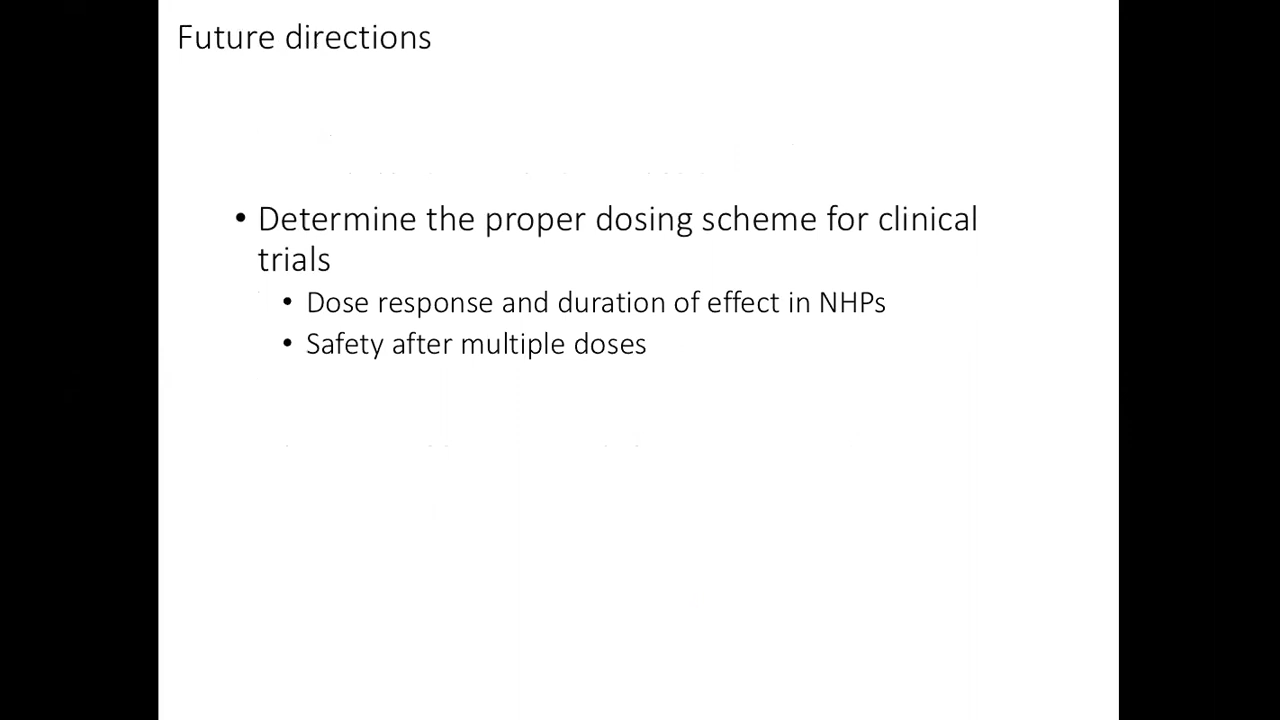 Future directions
• Determine the proper dosing scheme for clinical
trials
• Dose response and duration of effect in NHPs
• Safety after multiple doses